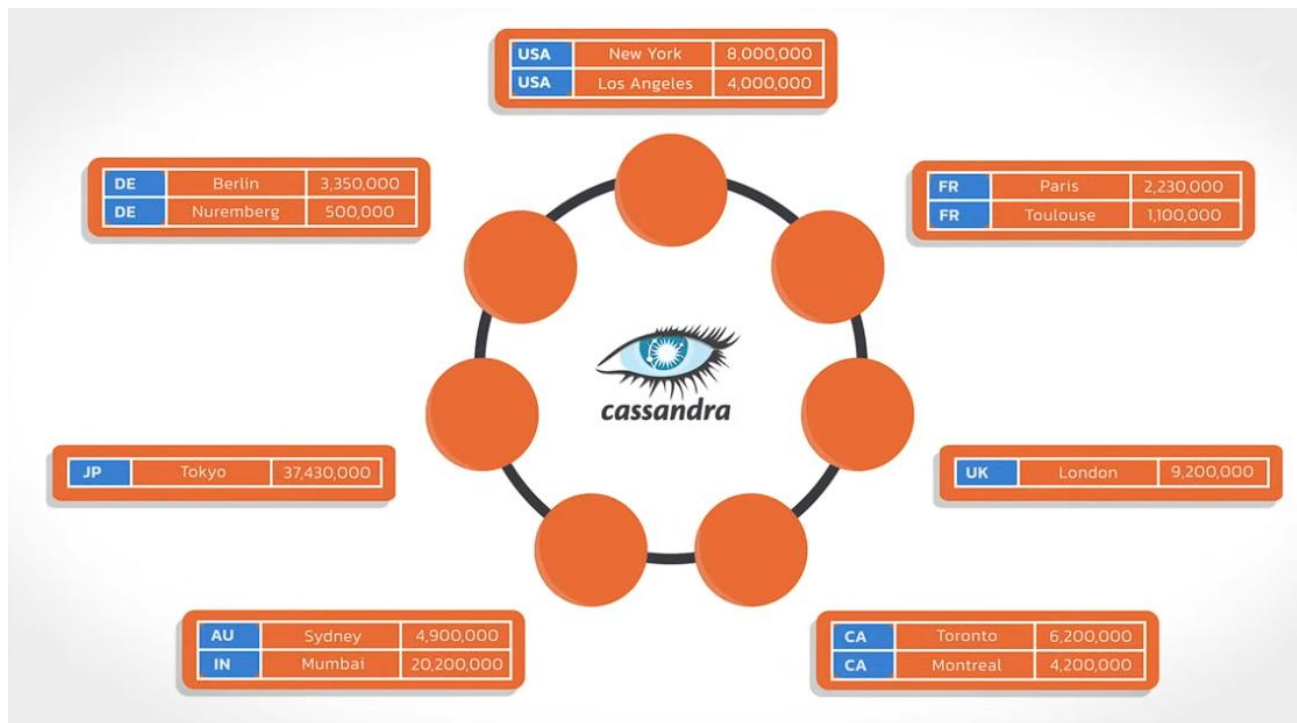 USA New York 8,000,000
USA Los Angeles 4,000,000
DE Berlin 3,350,000
DE Nuremberg 500,000
FR Paris 2,230,000
FR Toulouse 1,100,000
cassandra
JP Tokyo 37,430,000
UK London 9,200,000
AU Sydney 4,900,000
IN Mumbai 20,200,000
CA Toronto 6,200,000
CA Montreal 4,200,000